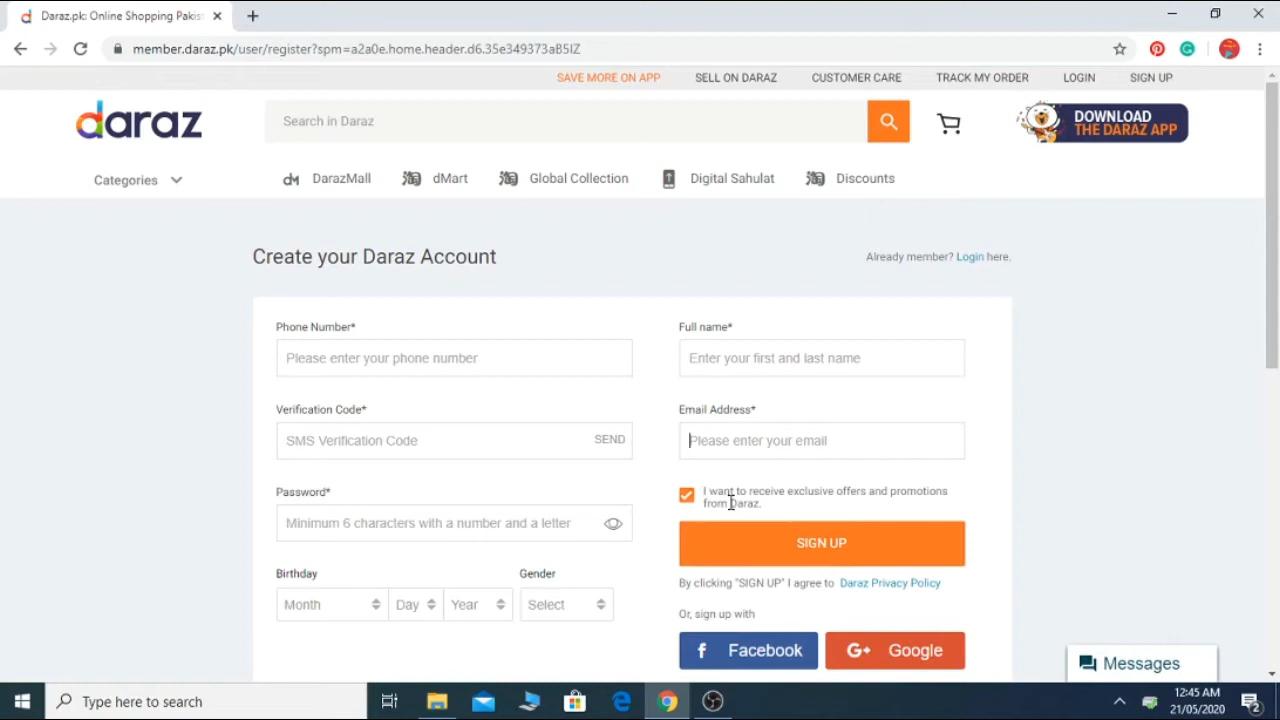 Daraz.pk: Online Shopping Pakist
member.daraz.pk/user/register?spm=a2a0e.home.header.d6.35e349373aB5lZ
SAVE MORE ON APP SELL ON DARAZ CUSTOMER CARE TRACK MY ORDER LOGIN SIGN UP
daraz
Search in Daraz
DOWNLOAD
THE DARAZ APP
Categories DarazMall dMart Global Collection Digital Sahulat Discounts
Create your Daraz Account
Already member? Login here.
Phone Number*
Please enter your phone number
Full name*
Enter your first and last name
Verification Code*
SMS Verification Code SEND
Email Address*
Please enter your email
Password*
Minimum 6 characters with a number and a letter
I want to receive exclusive offers and promotions
from Daraz.
SIGN UP
Birthday Gender
Month Day Year Select
By clicking "SIGN UP" I agree to Daraz Privacy Policy
Or, sign up with
f Facebook
G+ Google
Messages
Type here to search
12:45 AM
21/05/2020
2